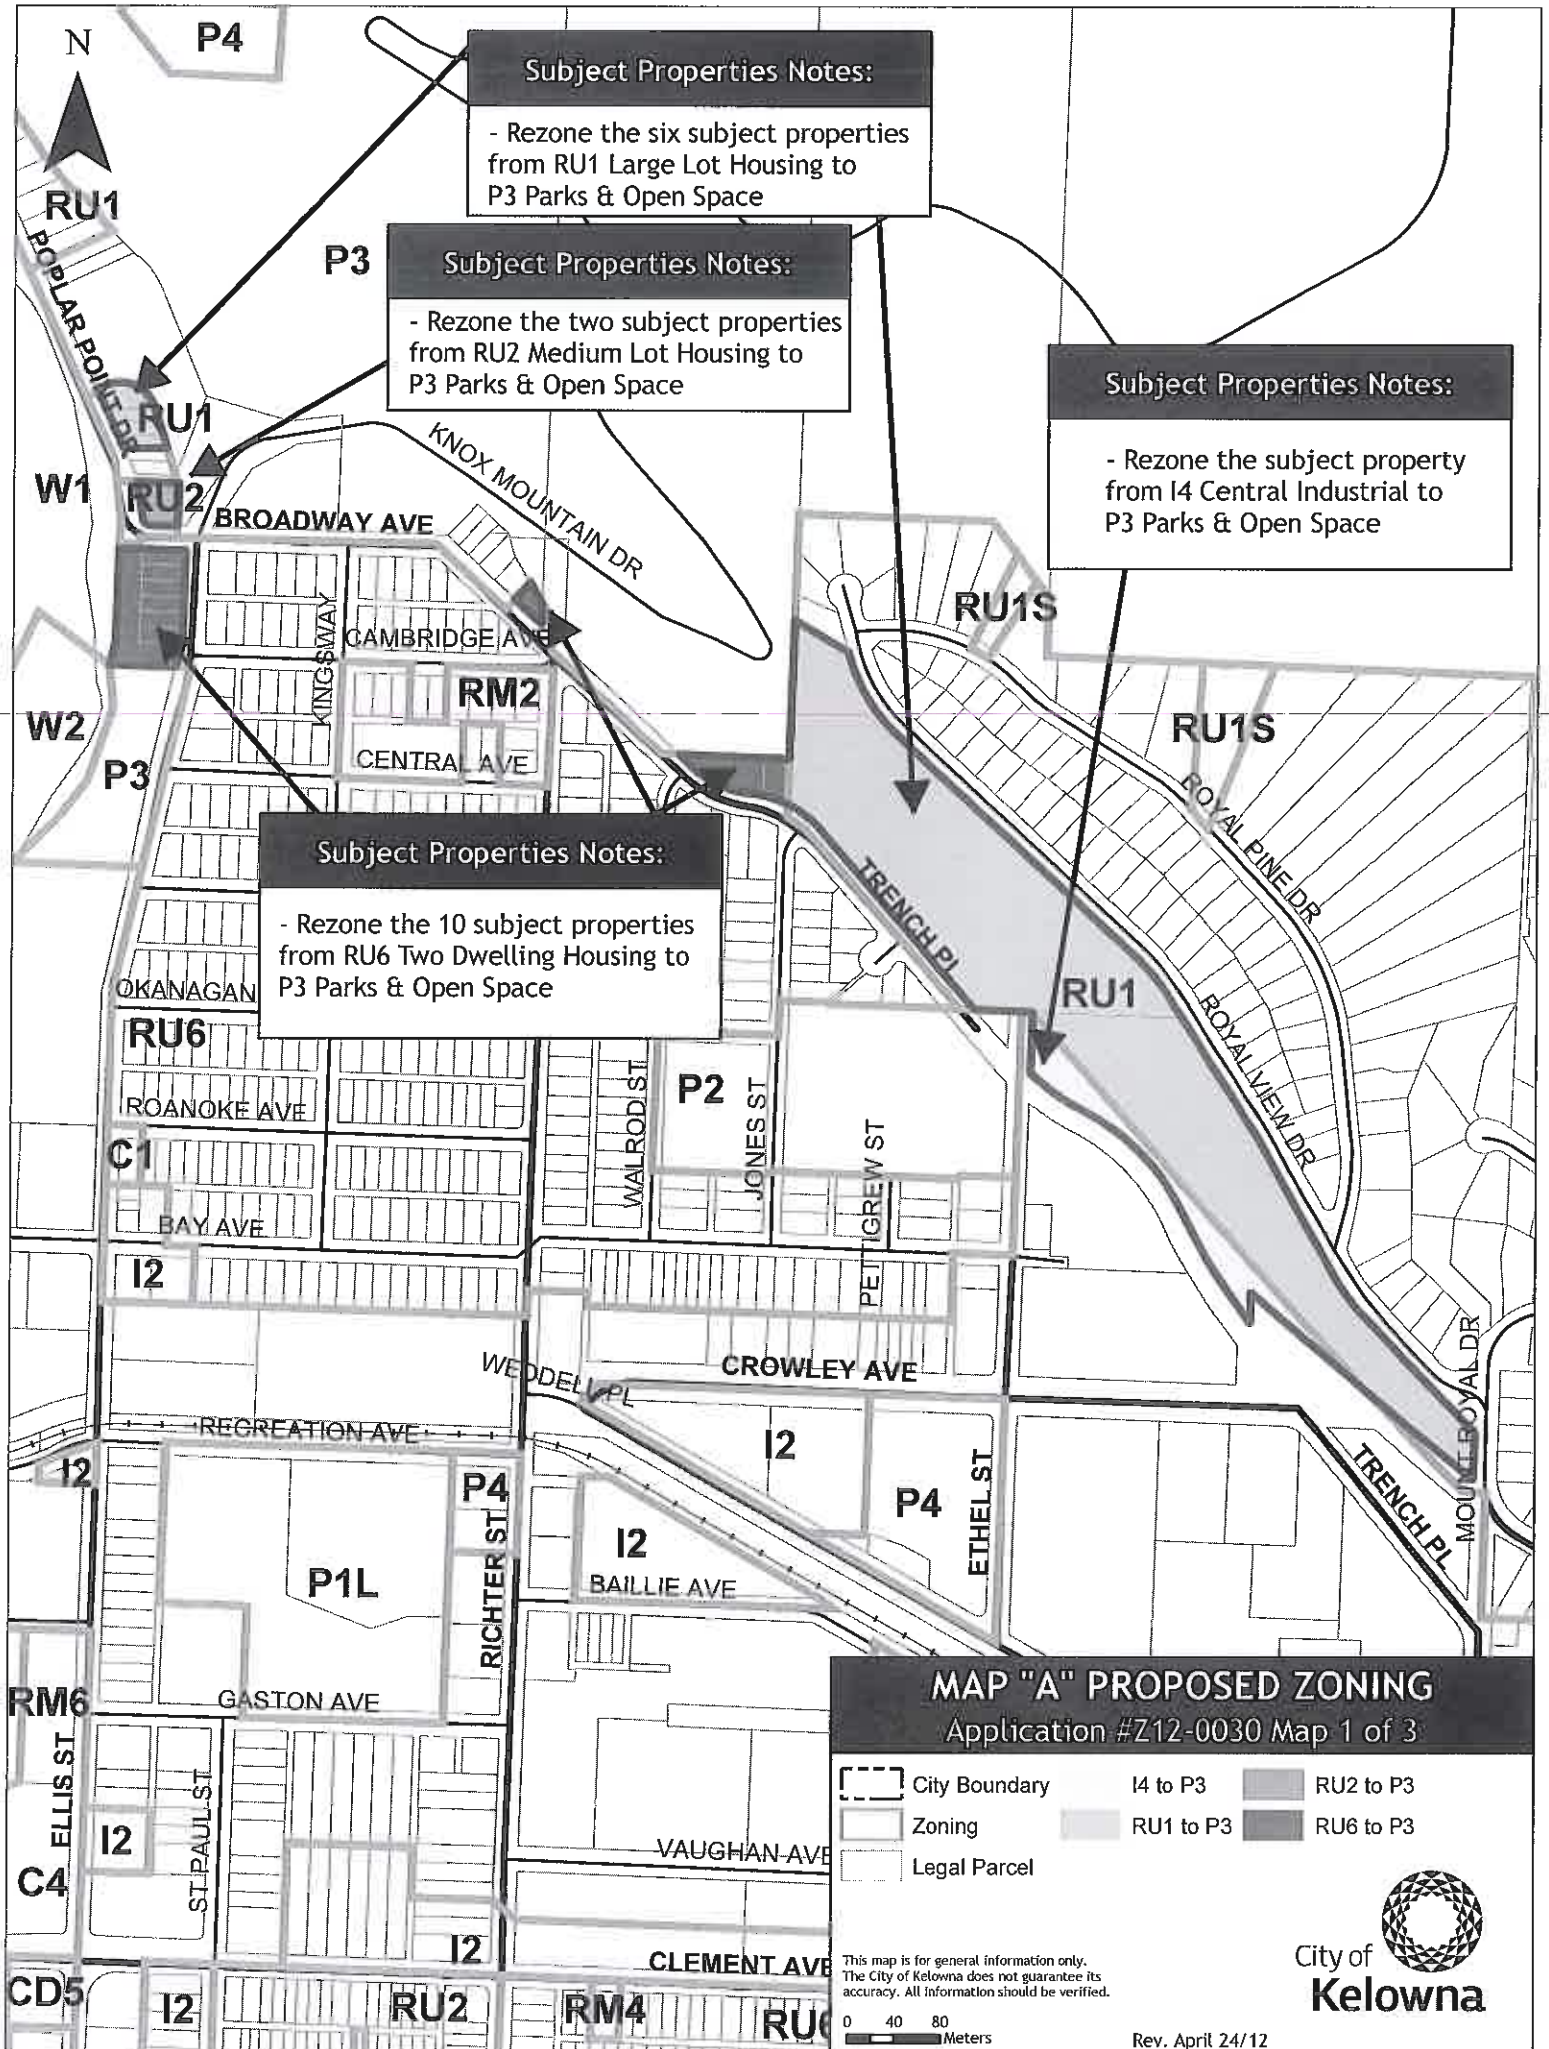 N
P4
Subject Properties Notes:
- Rezone the six subject properties
from RU1 Large Lot Housing to
P3 Parks & Open Space
RU1
POPLAR POINT DR
P3
Subject Properties Notes:
- Rezone the two subject properties
from RU2 Medium Lot Housing to
P3 Parks & Open Space
Subject Properties Notes:
- Rezone the subject property
from I4 Central Industrial to
P3 Parks & Open Space
RU1
KNOX MOUNTAIN DR
W1
RU2
BROADWAY AVE
RU1S
KINGSWAY
CAMBRIDGE AVE
RM2
W2
RU1S
P3
CENTRAL AVE
ROYAL PINE DR
Subject Properties Notes:
- Rezone the 10 subject properties
from RU6 Two Dwelling Housing to
P3 Parks & Open Space
TRENCH PL
OKANAGAN
RU1
ROYAL VIEW DR
RU6
P2
WALROD ST
JONES ST
ROANOKE AVE
C1
PETTIGREW ST
BAY AVE
I2
WEDDELL PL
CROWLEY AVE
MOUNT ROYAL DR
RECREATION AVE
I2
I2
P4
P4
ETHEL ST
TRENCH PL
RICHTER ST
I2
P1L
BAILLIE AVE
RM6
GASTON AVE
ELLIS ST
ST PAUL ST
I2
C4
VAUGHAN AVE
I2
CLEMENT AVE
CD5
I2
RU2
RM4
RU6
MAP "A" PROPOSED ZONING
Application #Z12-0030 Map 1 of 3
City Boundary
I4 to P3
RU2 to P3
Zoning
RU1 to P3
RU6 to P3
Legal Parcel
This map is for general information only.
The City of Kelowna does not guarantee its
accuracy. All information should be verified.
0 40 80
Meters
City of
Kelowna
Rev. April 24/12